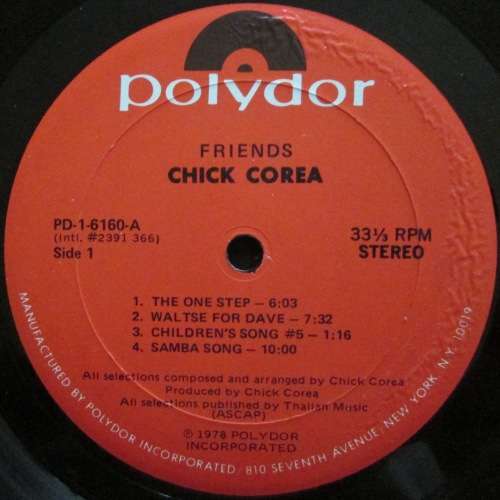 polydor
FRIENDS
CHICK COREA
PD-1-6160-A
(Intl. #2391 366)
Side 1
33⅓ RPM
STEREO
1. THE ONE STEP – 6:03
2. WALTSE FOR DAVE – 7:32
3. CHILDREN'S SONG #5 – 1:16
4. SAMBA SONG – 10:00
All selections composed and arranged by Chick Corea
Produced by Chick Corea
All selections published by Thalian Music
(ASCAP)
℗ 1978 POLYDOR
INCORPORATED
MANUFACTURED BY POLYDOR INCORPORATED/ 810 SEVENTH AVENUE, NEW YORK, N.Y. 10019